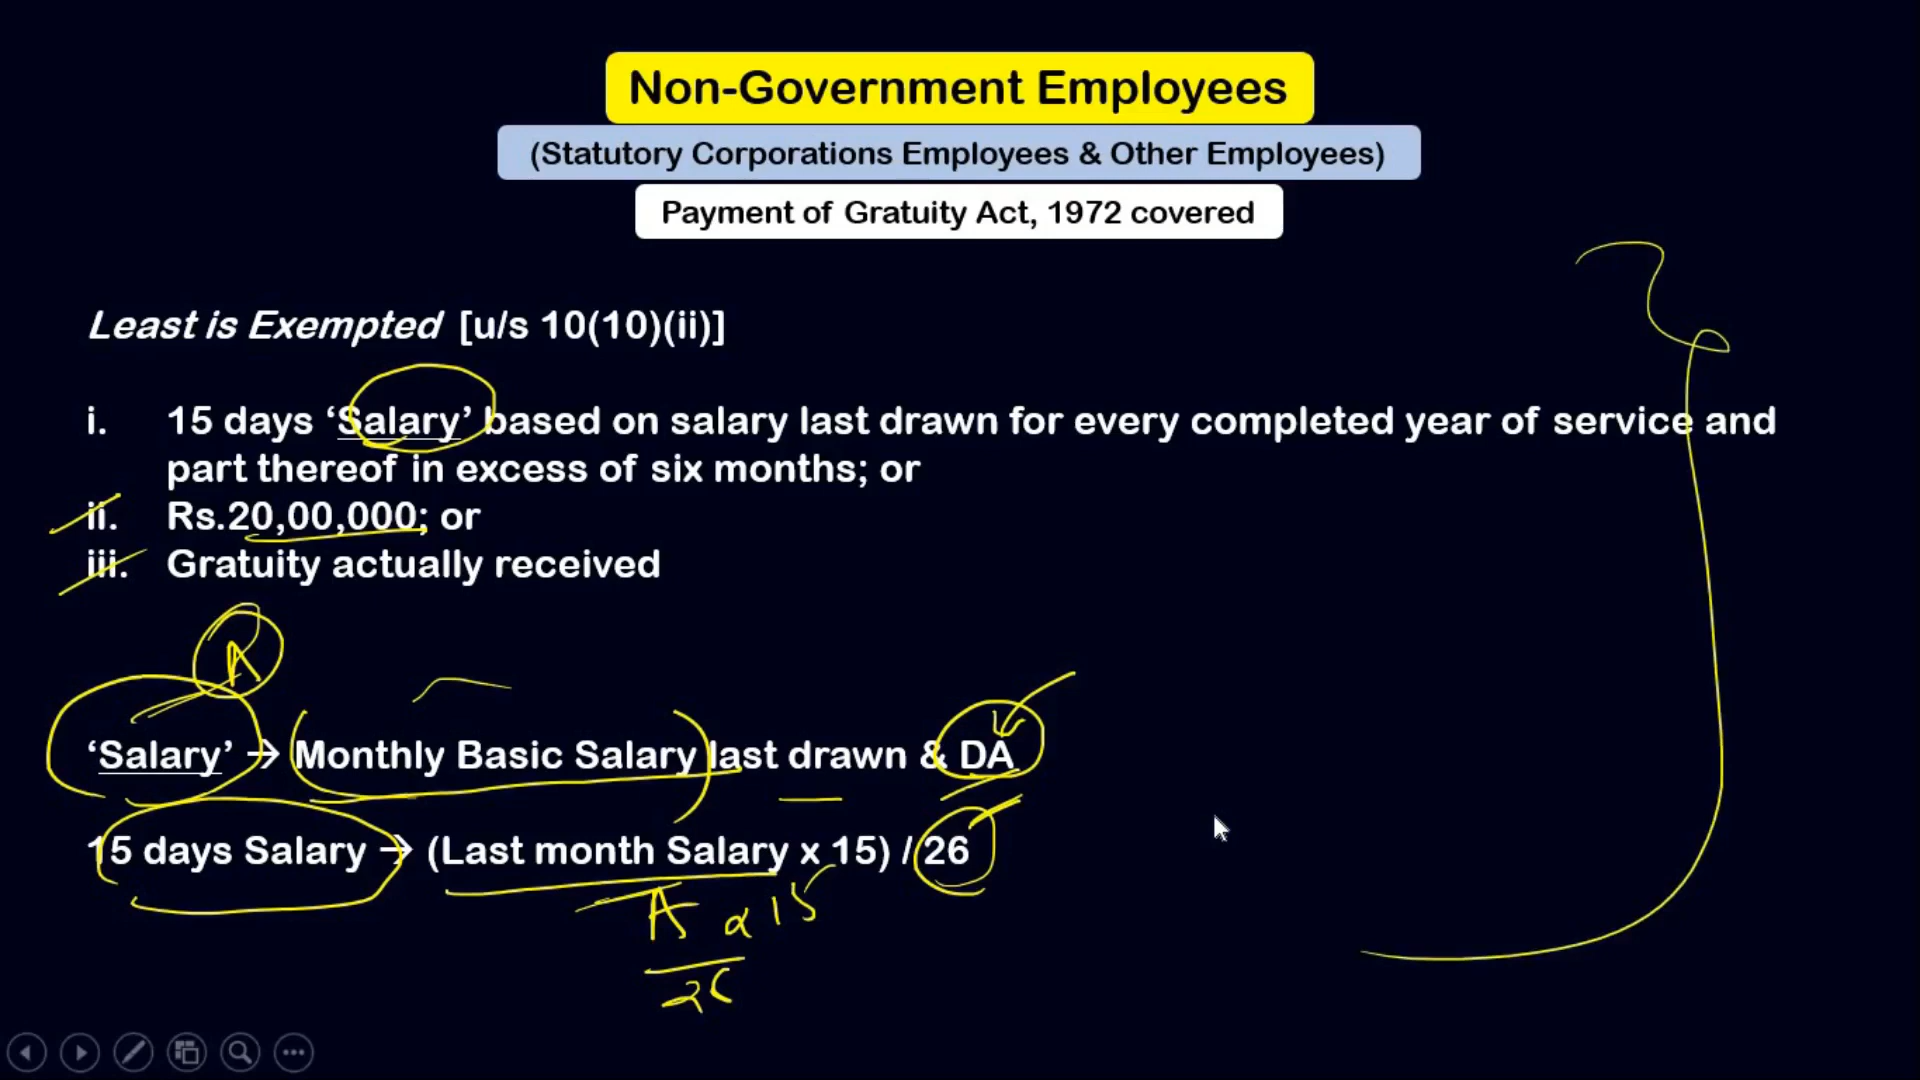 Non-Government Employees
(Statutory Corporations Employees & Other Employees)
Payment of Gratuity Act, 1972 covered
Least is Exempted [u/s 10(10)(ii)]
i. 15 days ‘Salary’ based on salary last drawn for every completed year of service and
part thereof in excess of six months; or
ii. Rs.20,00,000; or
iii. Gratuity actually received
A
‘Salary’ → Monthly Basic Salary last drawn & DA
15 days Salary → (Last month Salary x 15) / 26
A x 15
26